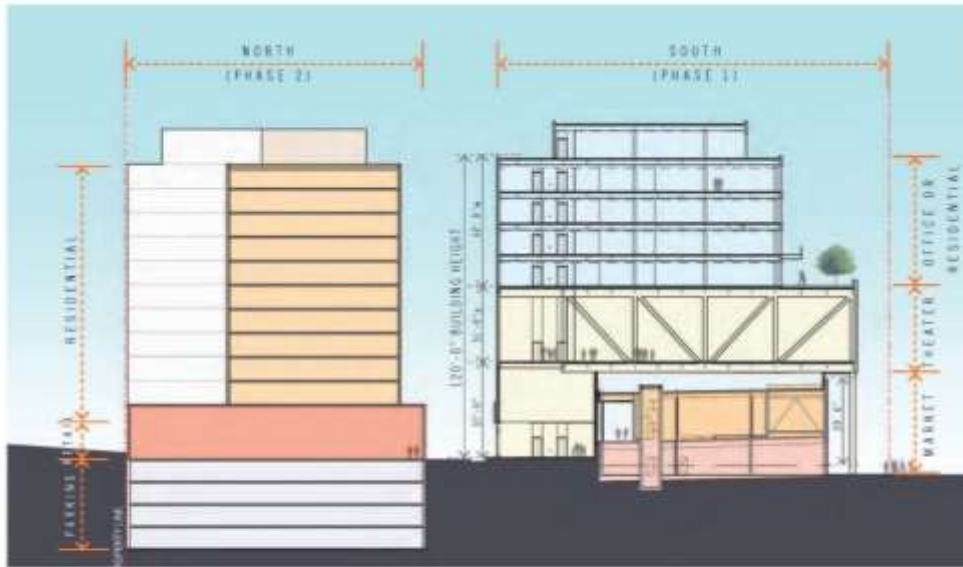 NORTH
(PHASE 2)
SOUTH
(PHASE 1)
RESIDENTIAL
RETAIL
PARKING
120'-0" BUILDING HEIGHT
OFFICE OR
RESIDENTIAL
THEATER
MARKET